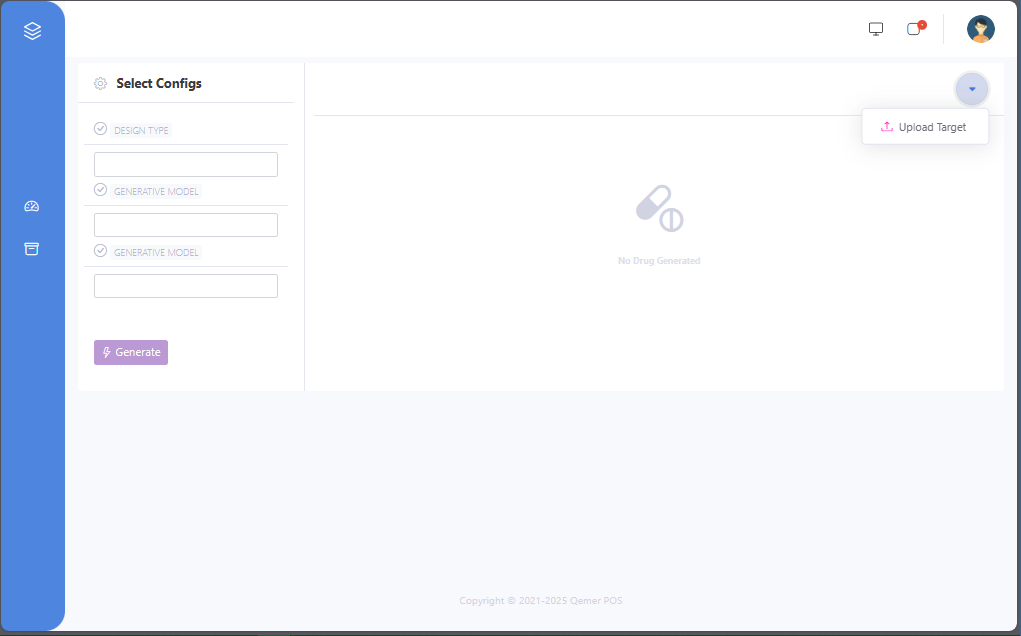 Select Configs
DESIGN TYPE
GENERATIVE MODEL
GENERATIVE MODEL
Generate
Upload Target
No Drug Generated
Copyright © 2021-2025 Qemer POS